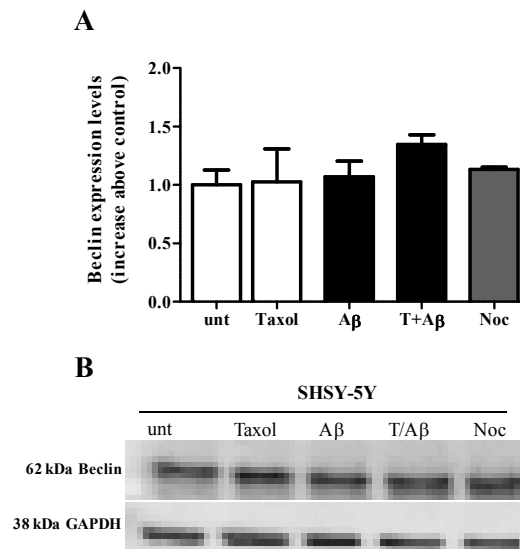 A
Beclin expression levels
(increase above control)
2.0
1.5
1.0
0.5
0.0
unt Taxol Aβ T+Aβ Noc
B
SHSY-5Y
unt Taxol Aβ T/Aβ Noc
62 kDa Beclin
38 kDa GAPDH